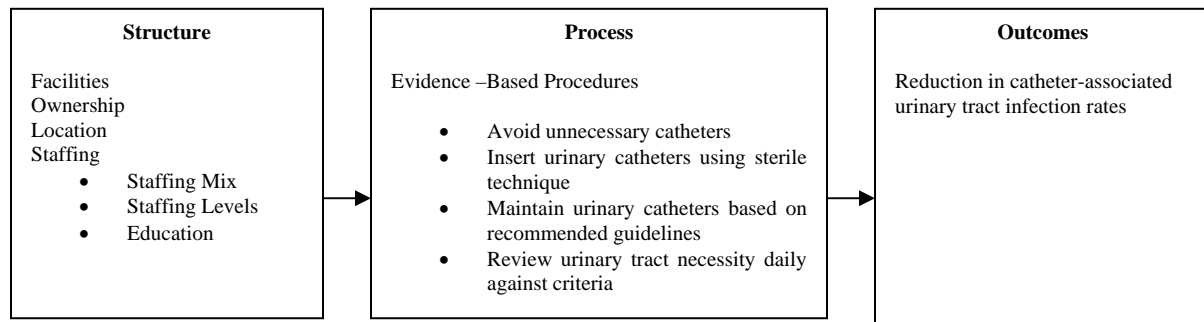 Structure
Facilities
Ownership
Location
Staffing
• Staffing Mix
• Staffing Levels
• Education
Process
Evidence –Based Procedures
• Avoid unnecessary catheters
• Insert urinary catheters using sterile
technique
• Maintain urinary catheters based on
recommended guidelines
• Review urinary tract necessity daily
against criteria
Outcomes
Reduction in catheter-associated
urinary tract infection rates